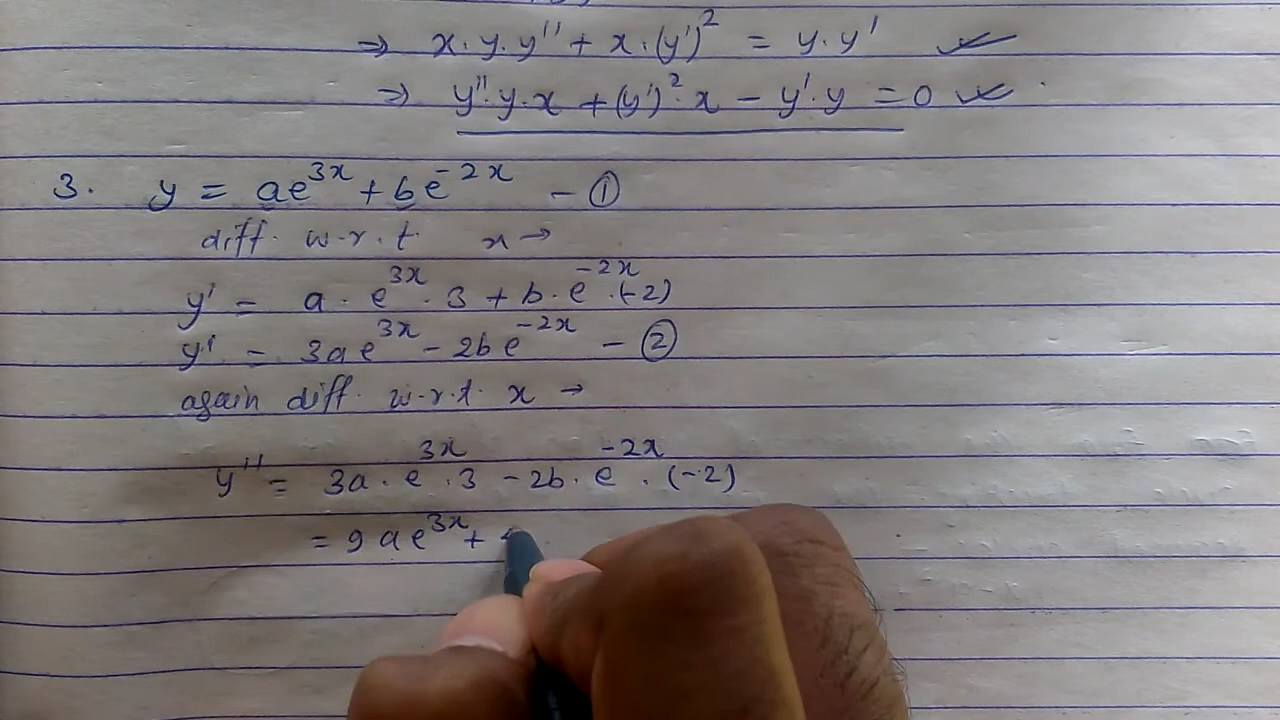 ⇒ x·y·y'' + x·(y')² = y·y'
⇒ y''·y·x + (y')²·x − y'·y = 0
3. y = ae^{3x} + be^{-2x} − ①
diff. w.r.t. x →
y' = a·e^{3x}·3 + b·e^{-2x}·(-2)
y' = 3ae^{3x} − 2be^{-2x} − ②
again diff. w.r.t. x →
y'' = 3a·e^{3x}·3 − 2b·e^{-2x}·(-2)
= 9ae^{3x} +